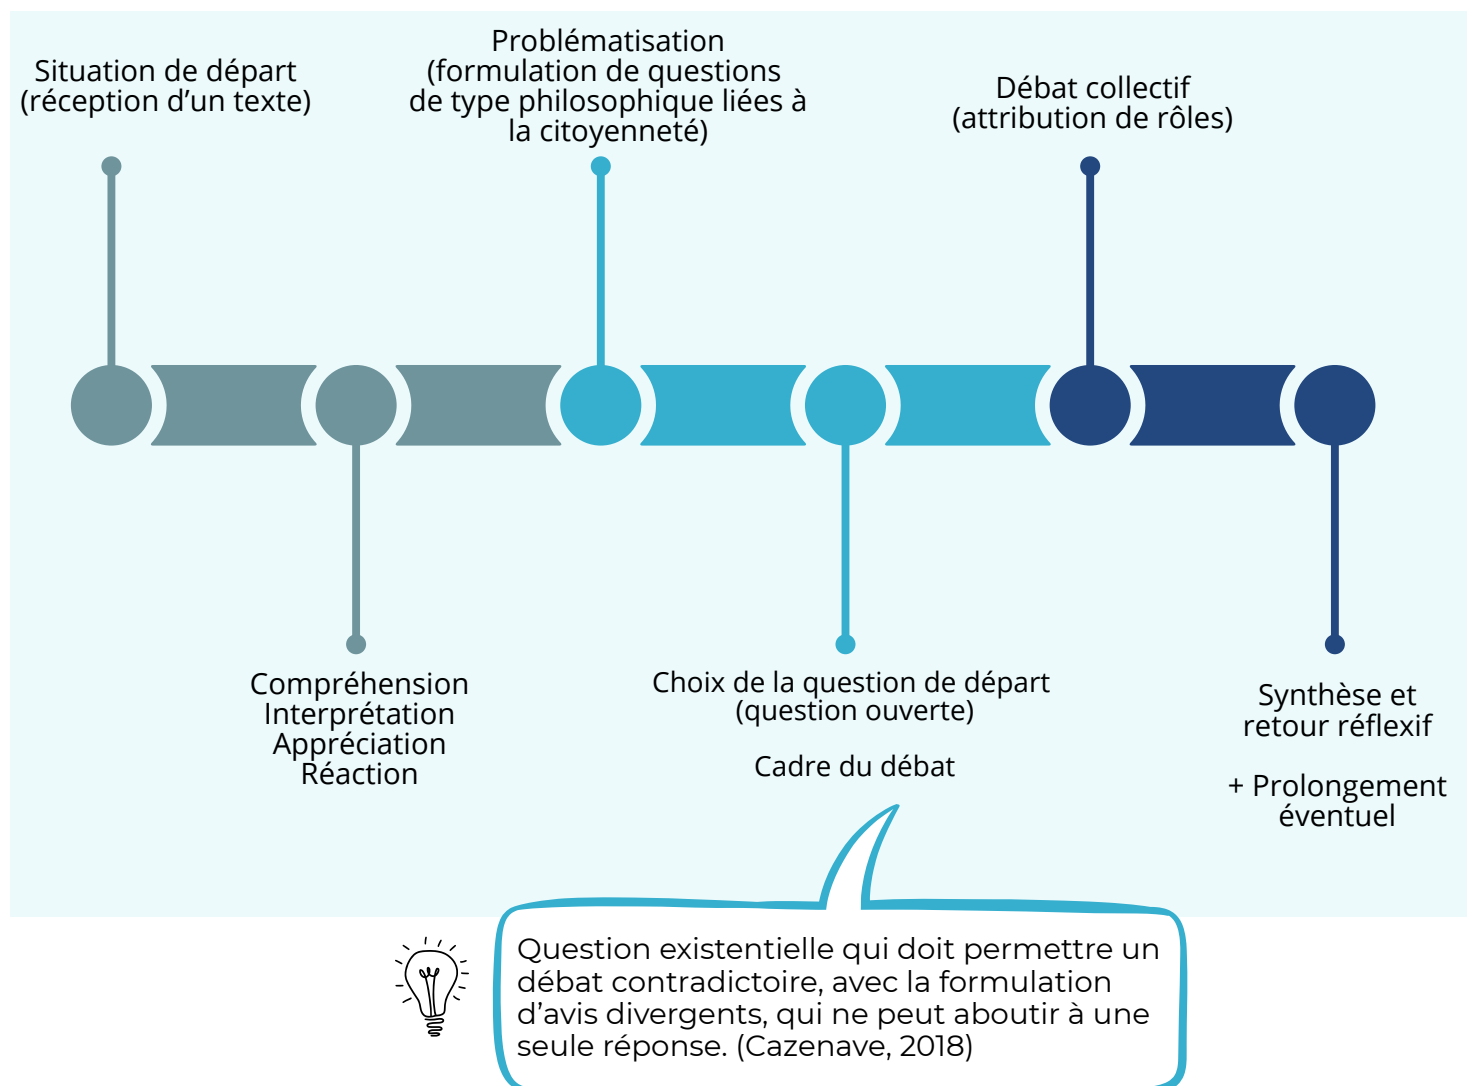 Situation de départ
(réception d'un texte)
Problématisation
(formulation de questions
de type philosophique liées à
la citoyenneté)
Débat collectif
(attribution de rôles)
Compréhension
Interprétation
Appréciation
Réaction
Choix de la question de départ
(question ouverte)
Cadre du débat
Synthèse et
retour réflexif
+ Prolongement
éventuel
Question existentielle qui doit permettre un
débat contradictoire, avec la formulation
d'avis divergents, qui ne peut aboutir à une
seule réponse. (Cazenave, 2018)